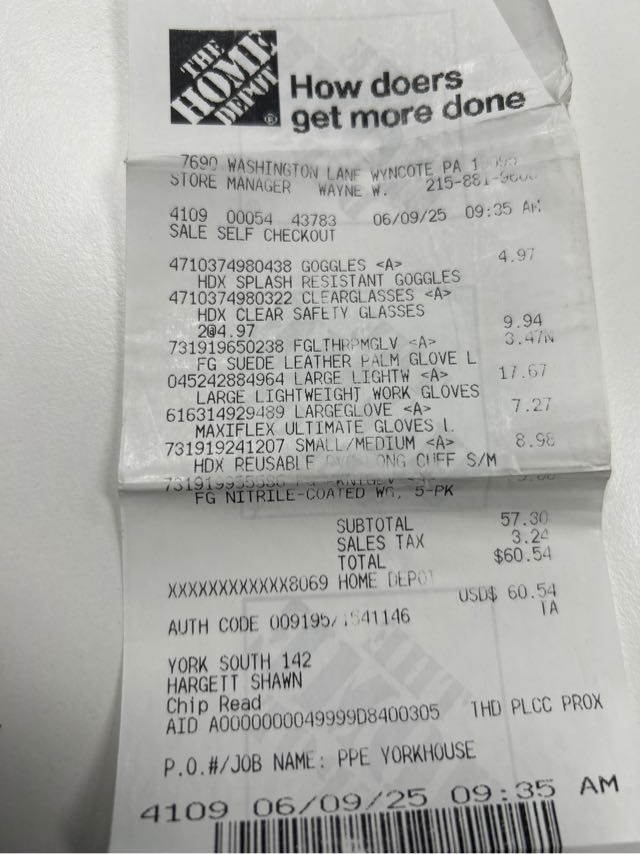 THE
HOME
DEPOT
How doers
get more done
7690 WASHINGTON LANE WYNCOTE PA
STORE MANAGER WAYNE W. 215-881-
4109 00054 43783 06/09/25 09:35 AM
SALE SELF CHECKOUT
4710374980438 GOGGLES <A> 4.97
HDX SPLASH RESISTANT GOGGLES
4710374980322 CLEARGLASSES <A>
HDX CLEAR SAFETY GLASSES
2@4.97 9.94
731919650238 FGLTHRPMGLV <A> 3.47N
FG SUEDE LEATHER PALM GLOVE L
045242884964 LARGE LIGHTW <A> 17.67
LARGE LIGHTWEIGHT WORK GLOVES
616314929489 LARGEGLOVE <A> 7.27
MAXIFLEX ULTIMATE GLOVES L
731919241207 SMALL/MEDIUM <A> 8.98
HDX REUSABLE LONG CUFF S/M
FG NITRILE-COATED WG, 5-PK
SUBTOTAL 57.30
SALES TAX 3.24
TOTAL $60.54
XXXXXXXXXXXX8069 HOME DEPOT
USD$ 60.54
AUTH CODE 009195/ TA
YORK SOUTH 142
HARGETT SHAWN
Chip Read
AID A0000000049999D8400305 THD PLCC PROX
P.O.#/JOB NAME: PPE YORKHOUSE
4109 06/09/25 09:35 AM